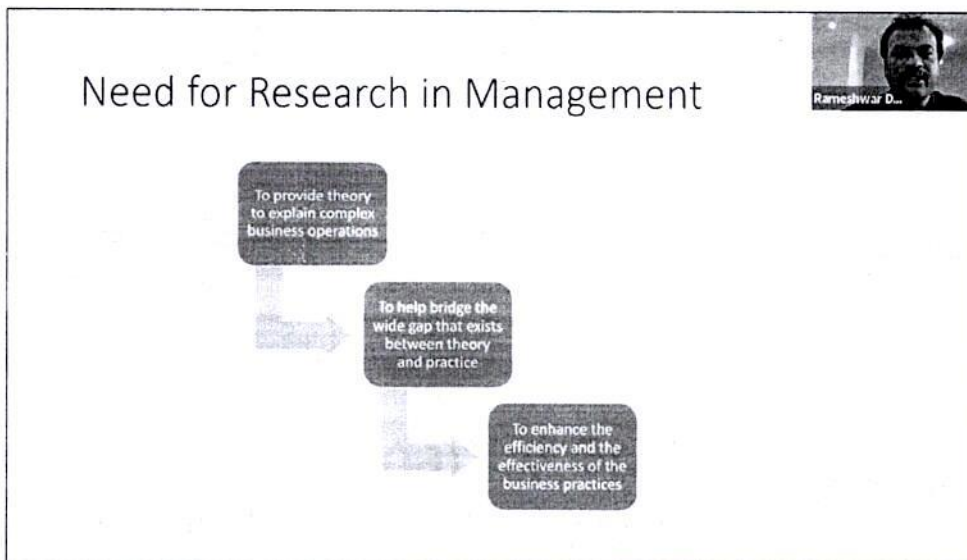 Need for Research in Management
Rameshwar D...
To provide theory
to explain complex
business operations
To help bridge the
wide gap that exists
between theory
and practice
To enhance the
efficiency and the
effectiveness of the
business practices